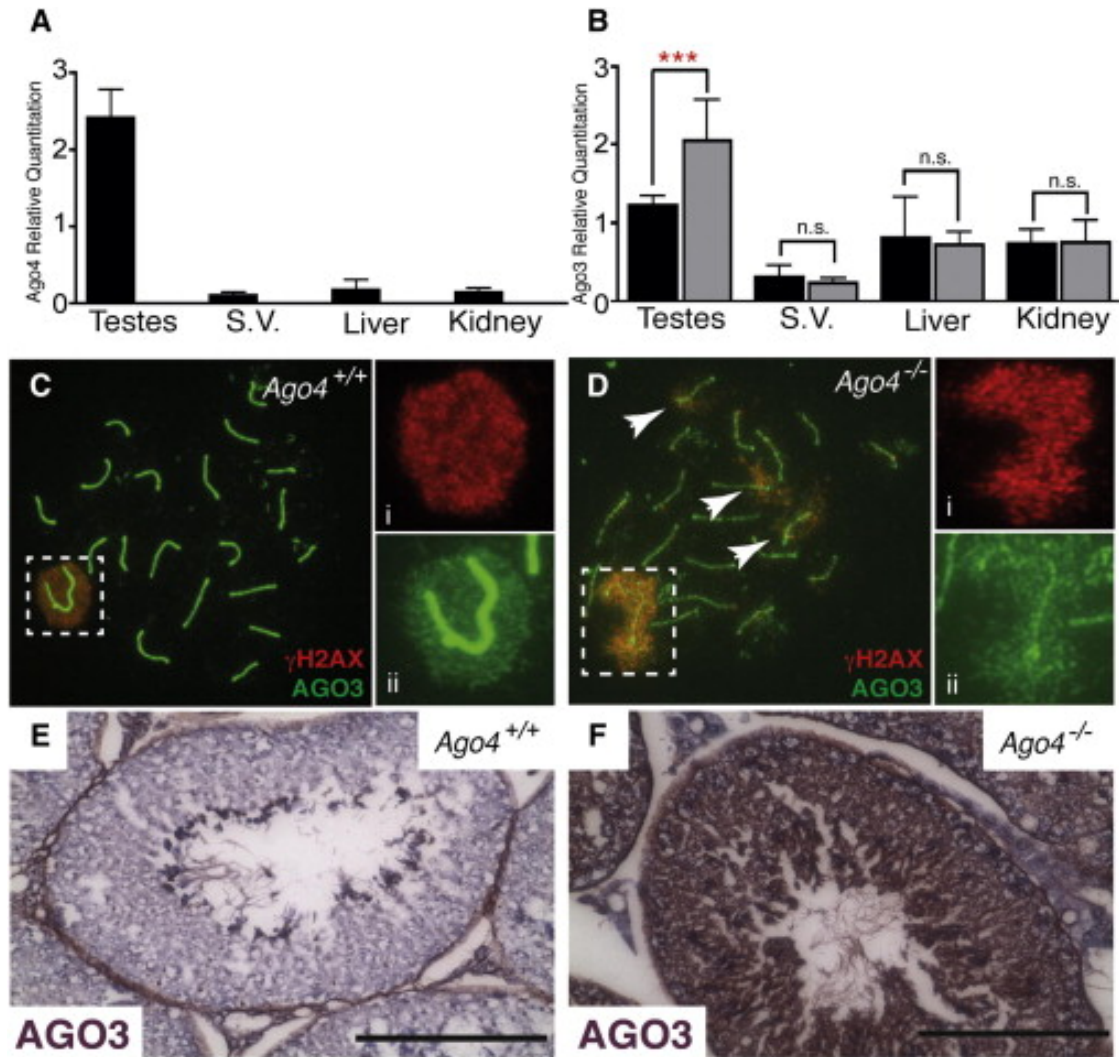 A
Ago4 Relative Quantitation
3
2
1
0
Testes S.V. Liver Kidney
B
Ago3 Relative Quantitation
3
2
1
0
***
n.s.
n.s.
n.s.
Testes S.V. Liver Kidney
C
Ago4 +/+
γH2AX
AGO3
i
ii
D
Ago4 -/-
γH2AX
AGO3
i
ii
E
Ago4 +/+
AGO3
F
Ago4 -/-
AGO3